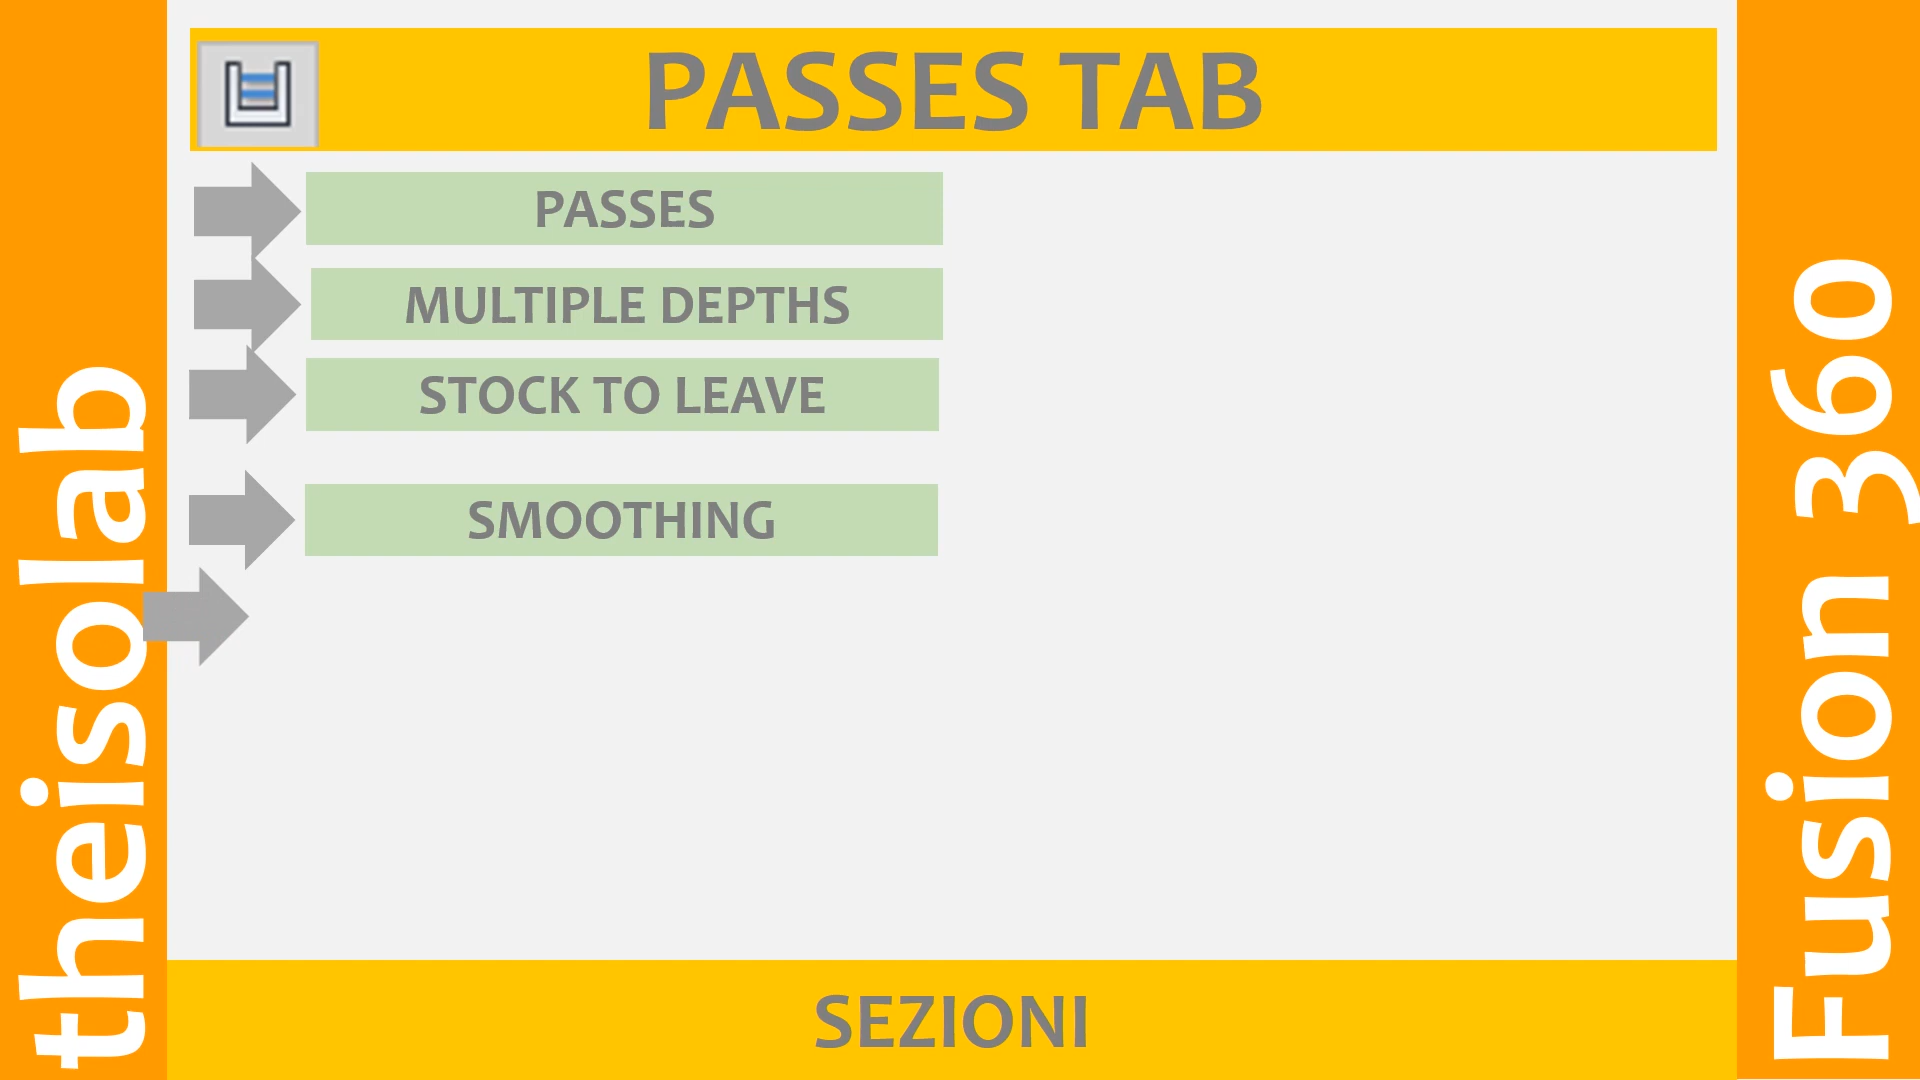 PASSES TAB
PASSES
MULTIPLE DEPTHS
STOCK TO LEAVE
SMOOTHING
theisolab
Fusion 360
SEZIONI